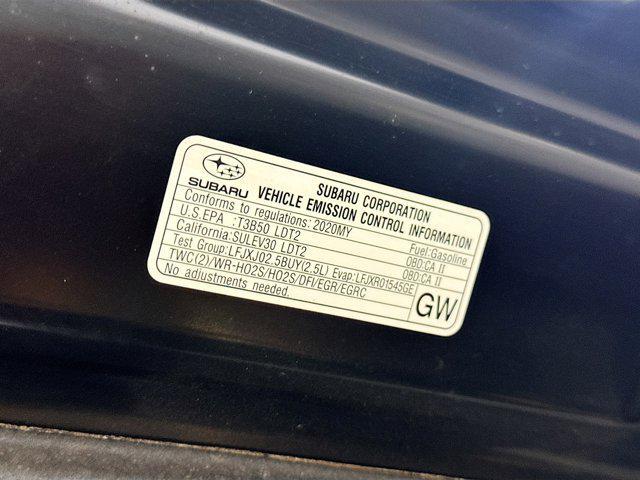 SUBARU
SUBARU CORPORATION
VEHICLE EMISSION CONTROL INFORMATION
Conforms to regulations: 2020MY Fuel:Gasoline
U.S.EPA :T3B50 LDT2 OBD:CA II
California:SULEV30 LDT2 OBD:CA II
Test Group:LFJXJ02.5BUY(2.5L) Evap:LFJXR01545GE
TWC(2)/WR-HO2S/HO2S/DFI/EGR/EGRC
No adjustments needed.
GW